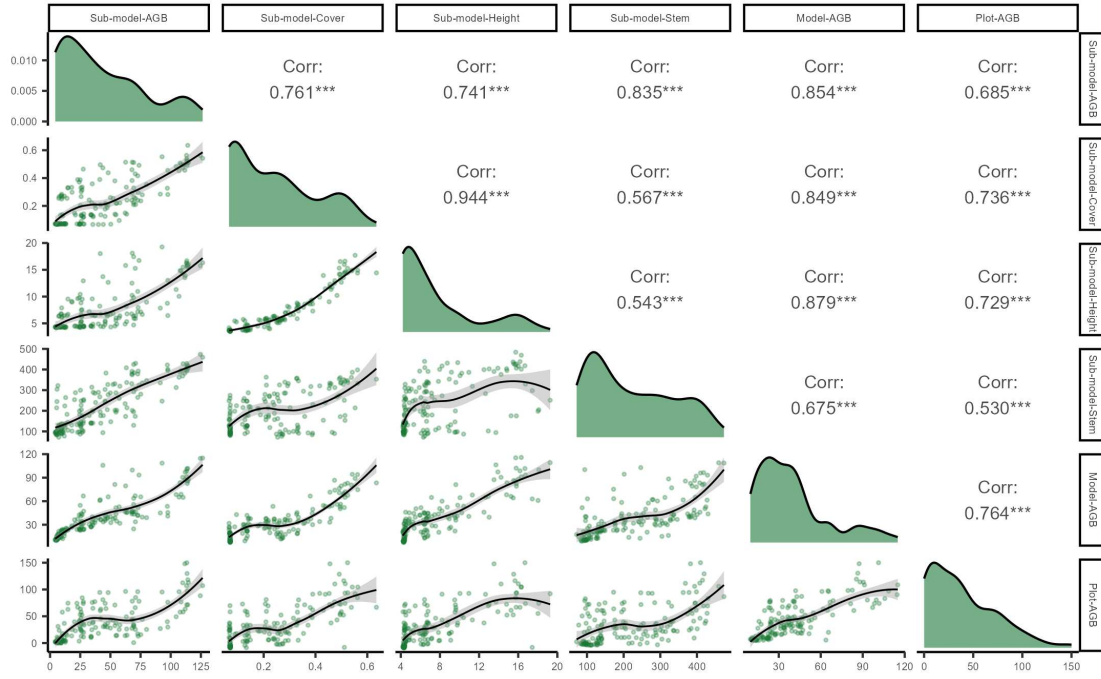 Sub-model-AGB Sub-model-Cover Sub-model-Height Sub-model-Stem Model-AGB Plot-AGB
0.010
0.005
0.000
Corr: Corr: Corr: Corr: Corr:
0.761*** 0.741*** 0.835*** 0.854*** 0.685***
Sub-model-AGB
0.6
0.4
0.2
Corr: Corr: Corr: Corr:
0.944*** 0.567*** 0.849*** 0.736***
Sub-model-Cover
20
15
10
5
Corr: Corr: Corr:
0.543*** 0.879*** 0.729***
Sub-model-Height
500
400
300
200
100
Corr: Corr:
0.675*** 0.530***
Sub-model-Stem
120
90
60
30
Corr:
0.764***
Model-AGB
150
100
50
0
Plot-AGB
0 25 50 75 100 125 0.2 0.4 0.6 4 8 12 16 20 100 200 300 400 30 60 90 120 0 50 100 150